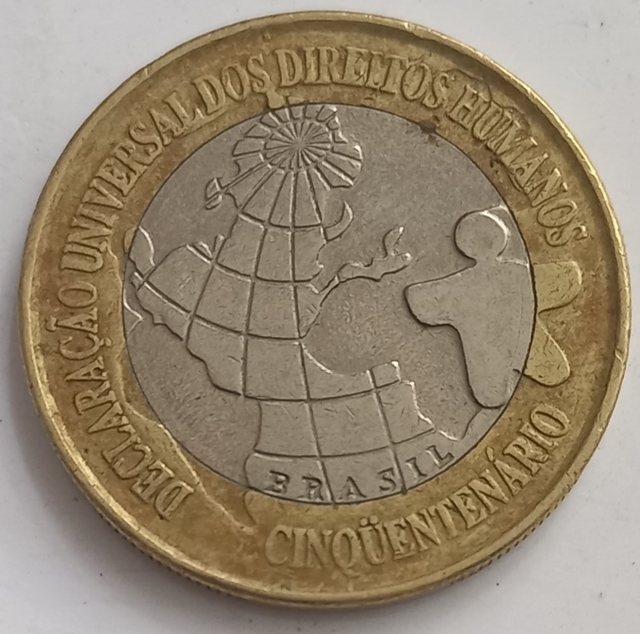 DECLARAÇÃO UNIVERSAL DOS DIREITOS HUMANOS
BRASIL
CINQÜENTENÁRIO